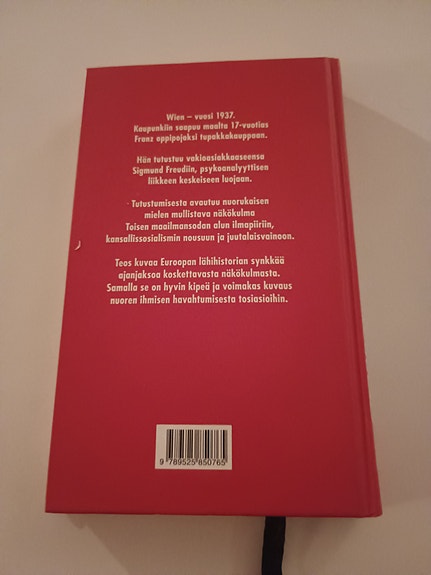 Wien – vuosi 1937.
Kaupunkiin saapuu maalta 17-vuotias
Franz oppipojaksi tupakkakauppaan.
Hän tutustuu vakioasiakkaaseensa
Sigmund Freudiin, psykoanalyyttisen
liikkeen keskeiseen luojaan.
Tutustumisesta avautuu nuorukaisen
mielen mullistava näkökulma
Toisen maailmansodan alun ilmapiiriin,
kansallissosialismin nousuun ja juutalaisvainoon.
Teos kuvaa Euroopan lähihistorian synkkää
ajanjaksoa koskettavasta näkökulmasta.
Samalla se on hyvin kipeä ja voimakas kuvaus
nuoren ihmisen havahtumisesta tosiasioihin.
9 789525 850765